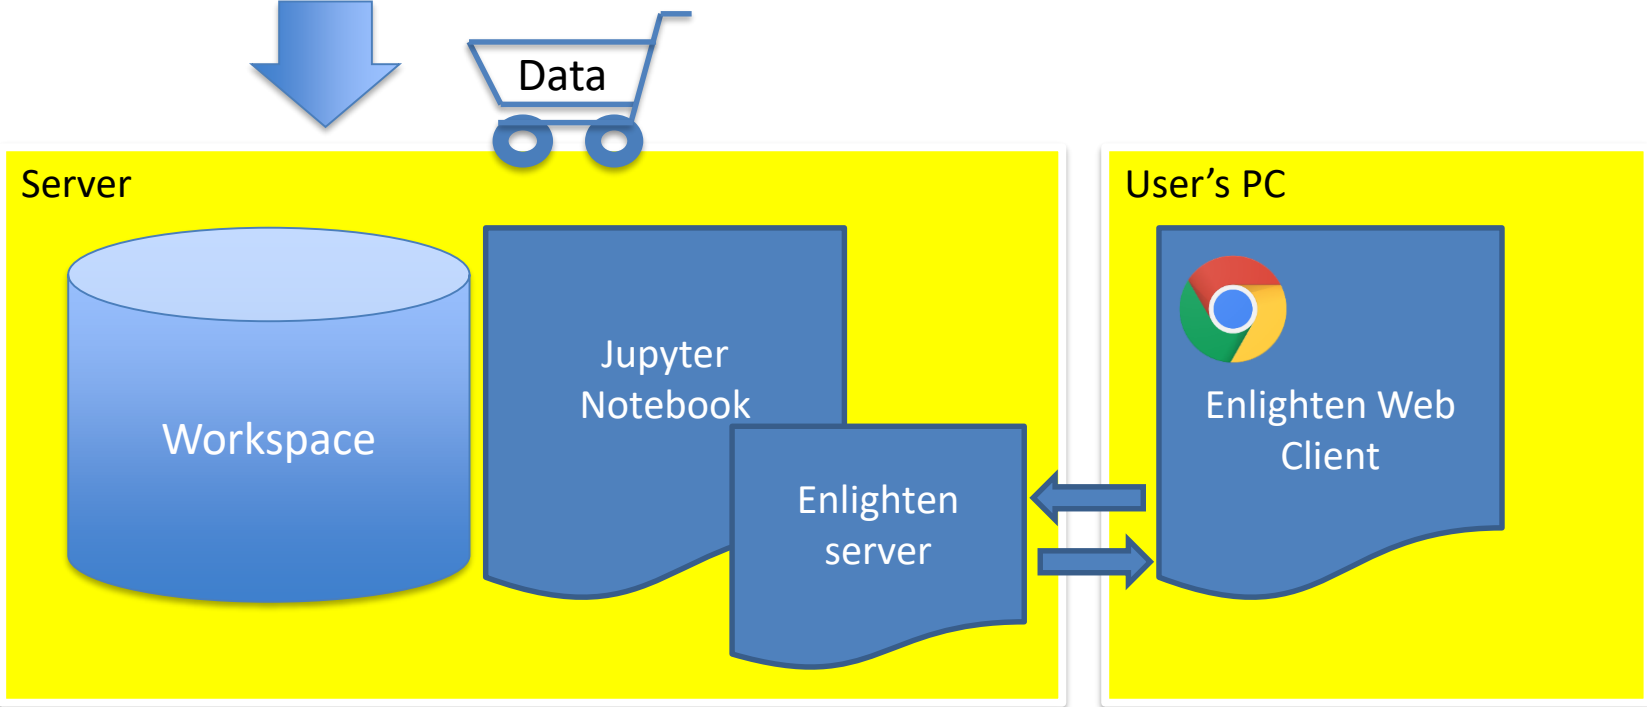 Data
Server
User’s PC
Workspace
Jupyter
Notebook
Enlighten
server
Enlighten Web
Client